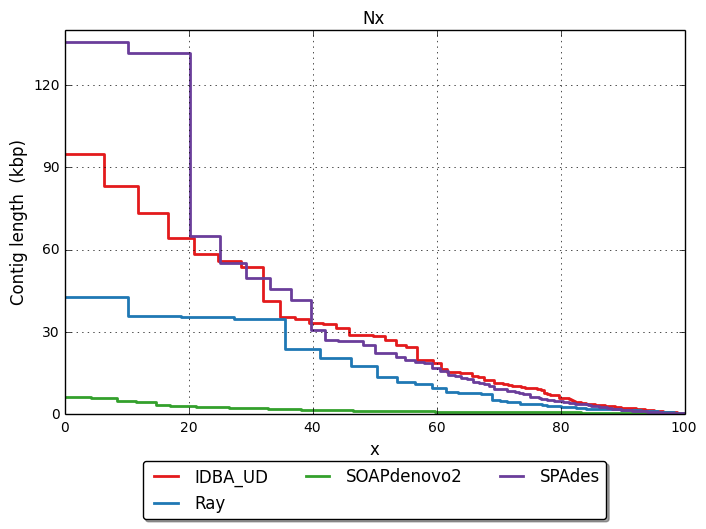 Nx
Contig length (kbp)
120
90
60
30
0
0 20 40 60 80 100
x
IDBA_UD SOAPdenovo2 SPAdes
Ray